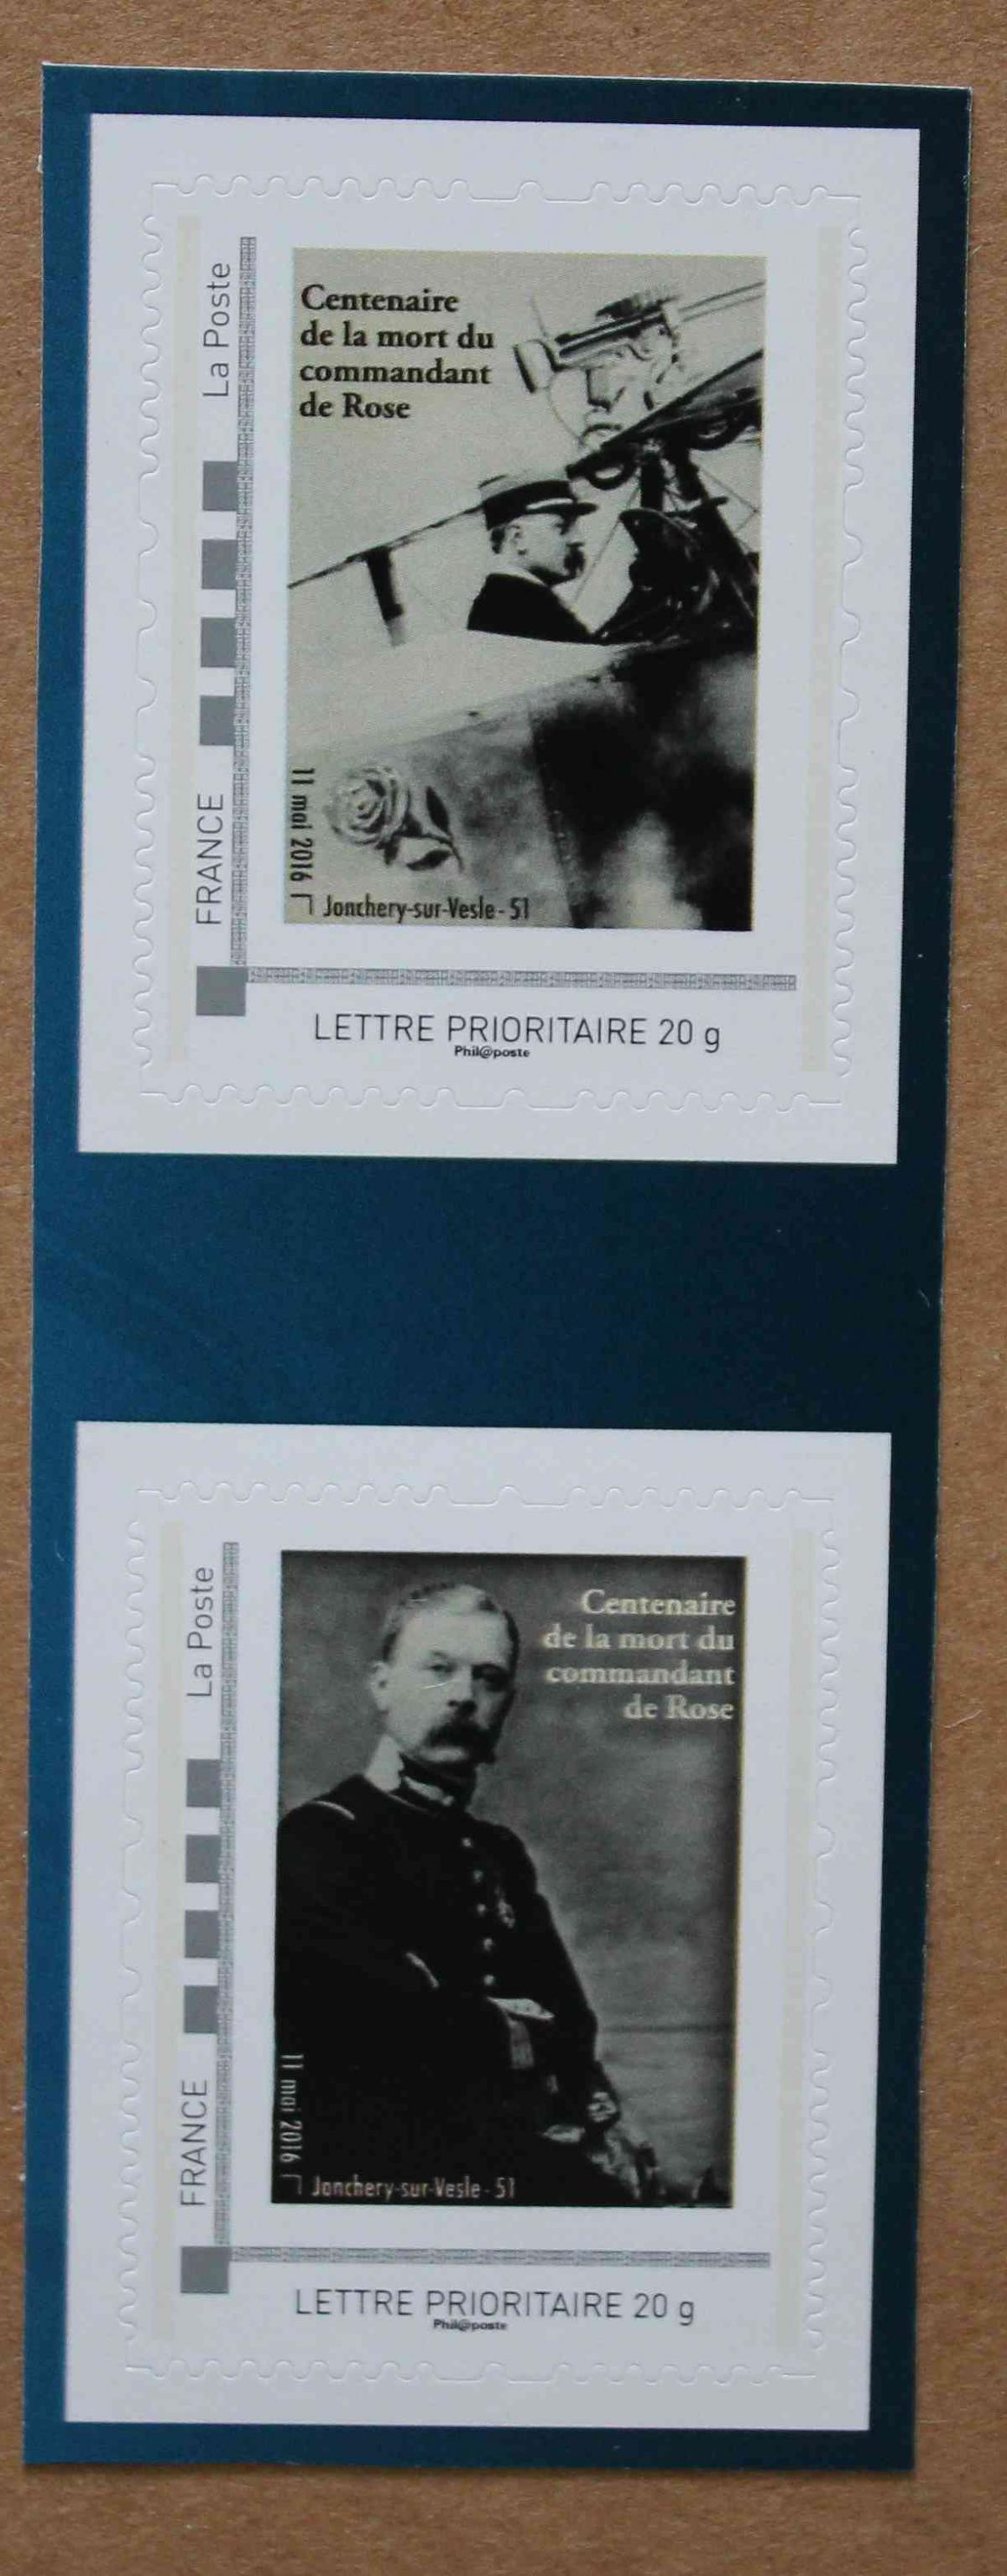 Centenaire
de la mort du
commandant
de Rose
La Poste
FRANCE
11 mai 2016
Jonchery-sur-Vesle - 51
LETTRE PRIORITAIRE 20 g
Phil@poste
Centenaire
de la mort du
commandant
de Rose
La Poste
FRANCE
11 mai 2016
Jonchery-sur-Vesle - 51
LETTRE PRIORITAIRE 20 g
Phil@poste